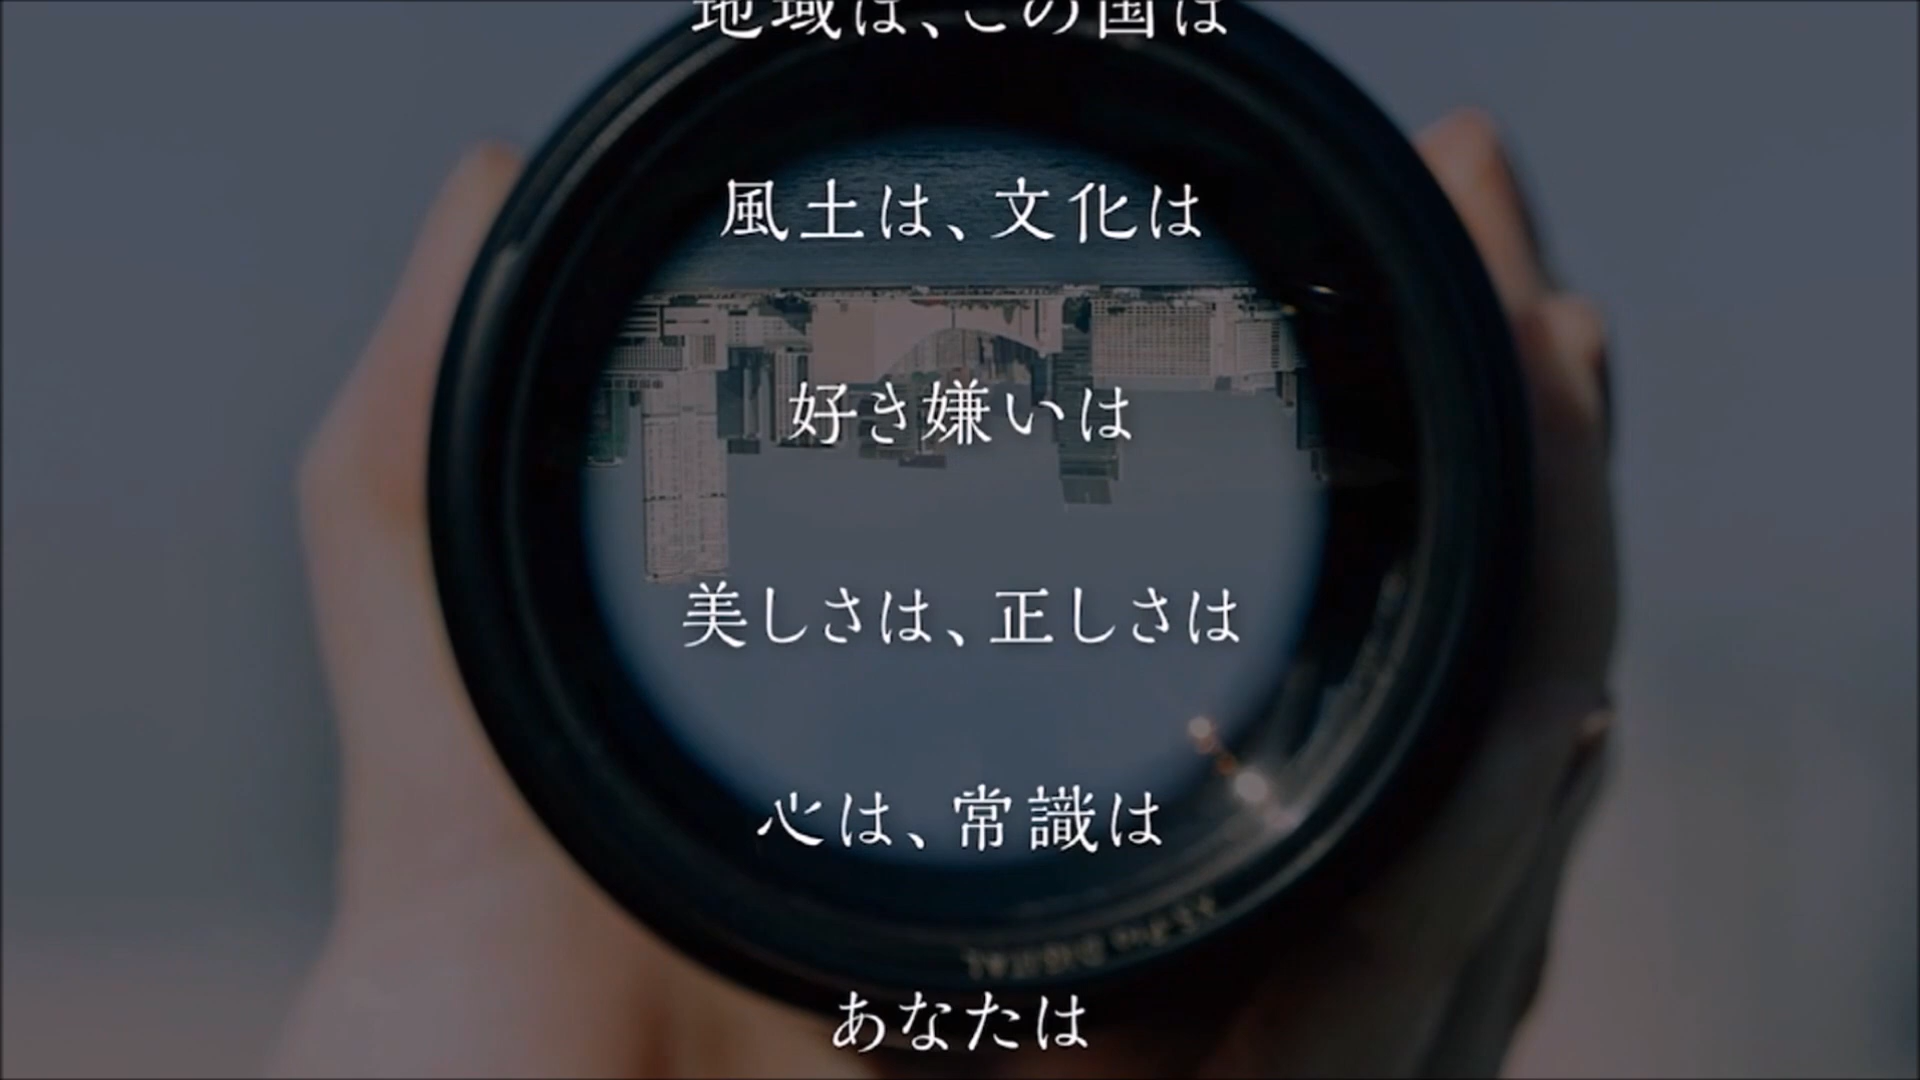 地域は、この国は
風土は、文化は
好き嫌いは
美しさは、正しさは
心は、常識は
あなたは